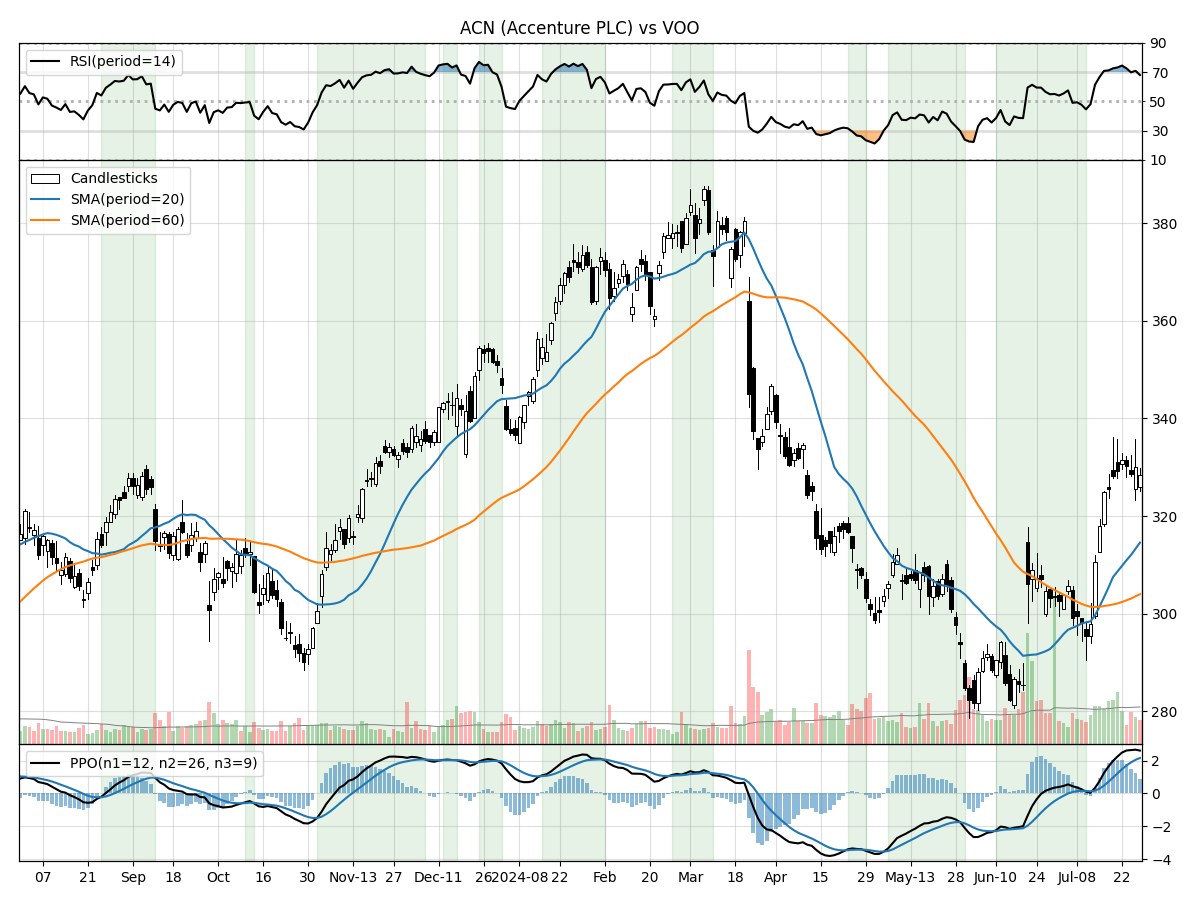 ACN (Accenture PLC) vs VOO
RSI(period=14)
90
70
50
30
10
Candlesticks
SMA(period=20)
SMA(period=60)
380
360
340
320
300
280
PPO(n1=12, n2=26, n3=9)
2
0
−2
−4
07 21 Sep 18 Oct 16 30 Nov-13 27 Dec-11 26 2024-08 22 Feb 20 Mar 18 Apr 15 29 May-13 28 Jun-10 24 Jul-08 22